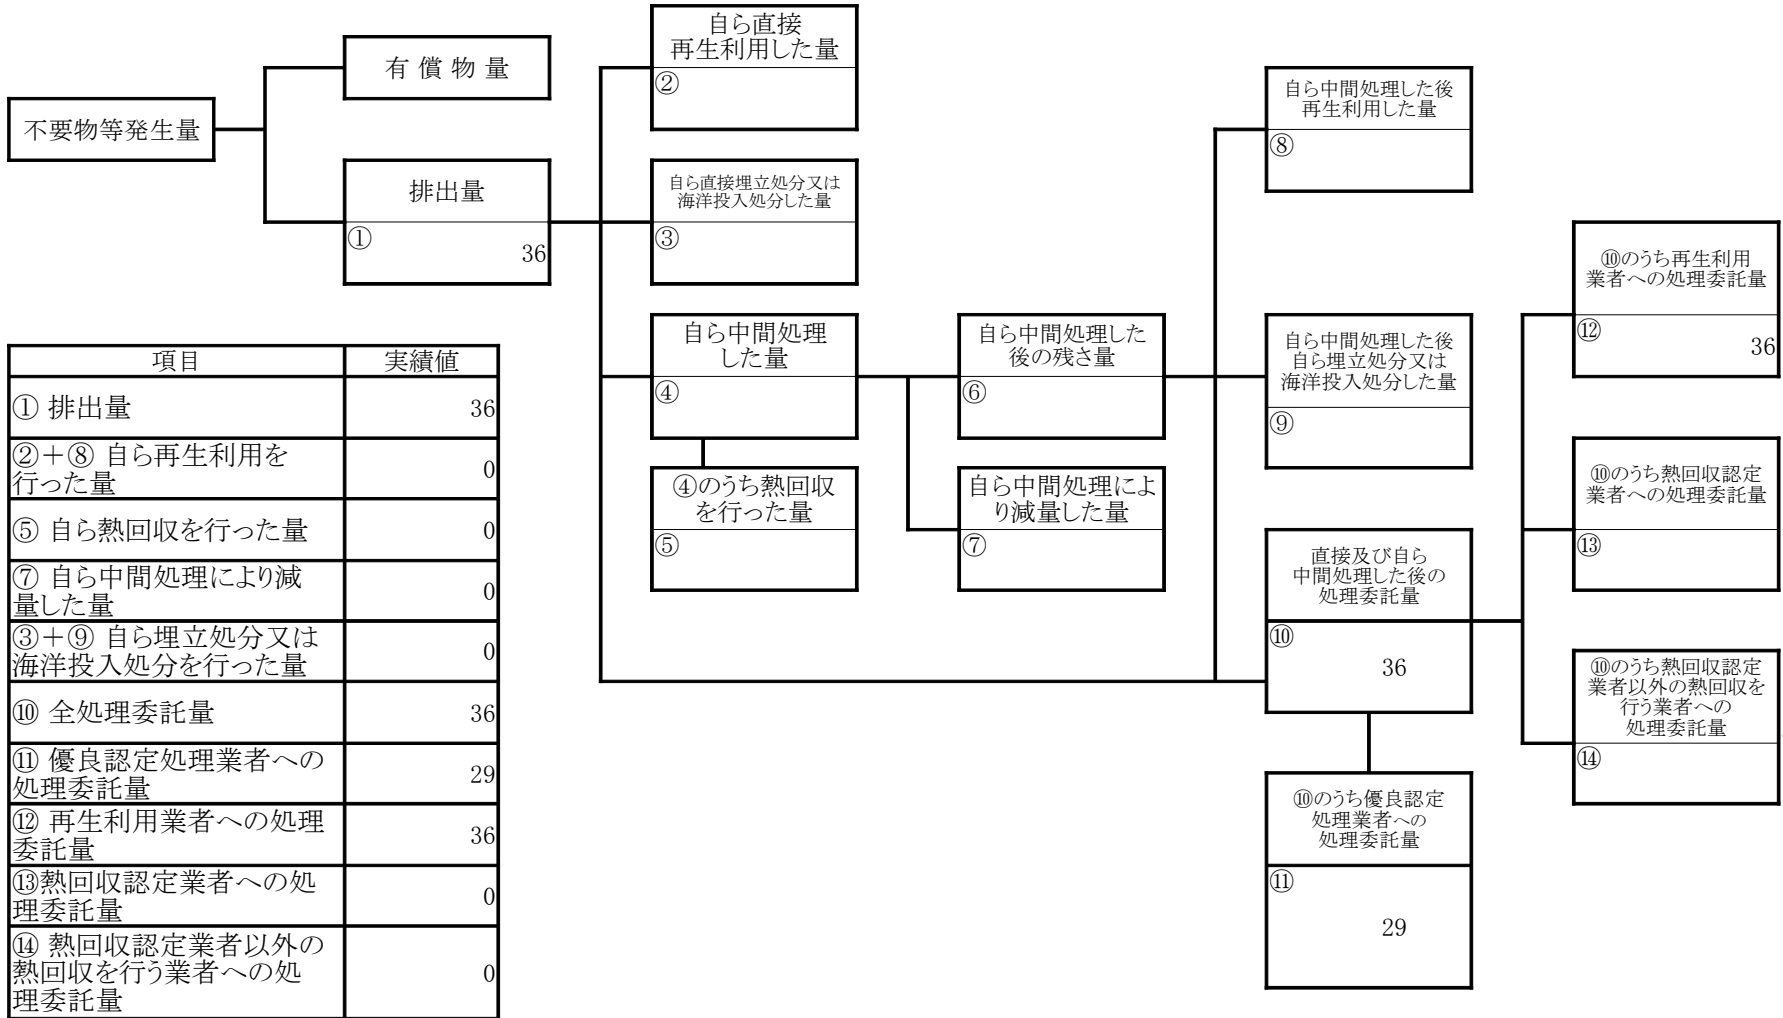 自ら直接
再生利用した量
②
有 償 物 量
不要物等発生量
排出量
①
36
自ら直接埋立処分又は
海洋投入処分した量
③
自ら中間処理した後
再生利用した量
⑧
⑩のうち再生利用
業者への処理委託量
⑫
36
自ら中間処理
した量
④
自ら中間処理した
後の残さ量
⑥
自ら中間処理した後
自ら埋立処分又は
海洋投入処分した量
⑨
④のうち熱回収
を行った量
⑤
自ら中間処理によ
り減量した量
⑦
⑩のうち熱回収認定
業者への処理委託量
⑬
直接及び自ら
中間処理した後の
処理委託量
⑩
36
⑩のうち熱回収認定
業者以外の熱回収を
行う業者への
処理委託量
⑭
⑩のうち優良認定
処理業者への
処理委託量
⑪
29
項目 実績値
① 排出量 36
②+⑧ 自ら再生利用を
行った量 0
⑤ 自ら熱回収を行った量 0
⑦ 自ら中間処理により減
量した量 0
③+⑨ 自ら埋立処分又は
海洋投入処分を行った量 0
⑩ 全処理委託量 36
⑪ 優良認定処理業者への
処理委託量 29
⑫ 再生利用業者への処理
委託量 36
⑬熱回収認定業者への処
理委託量 0
⑭ 熱回収認定業者以外の
熱回収を行う業者への処
理委託量 0